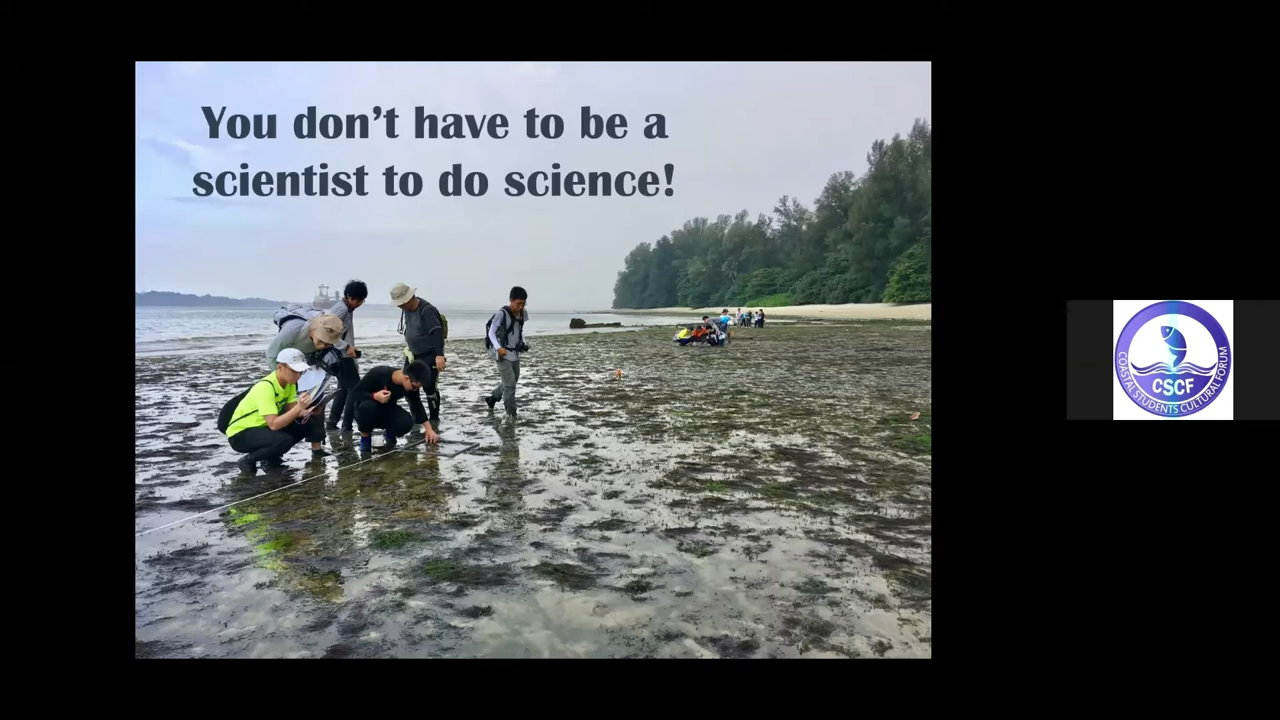 You don't have to be a
scientist to do science!
CSCF
COASTAL STUDENTS CULTURAL FORUM